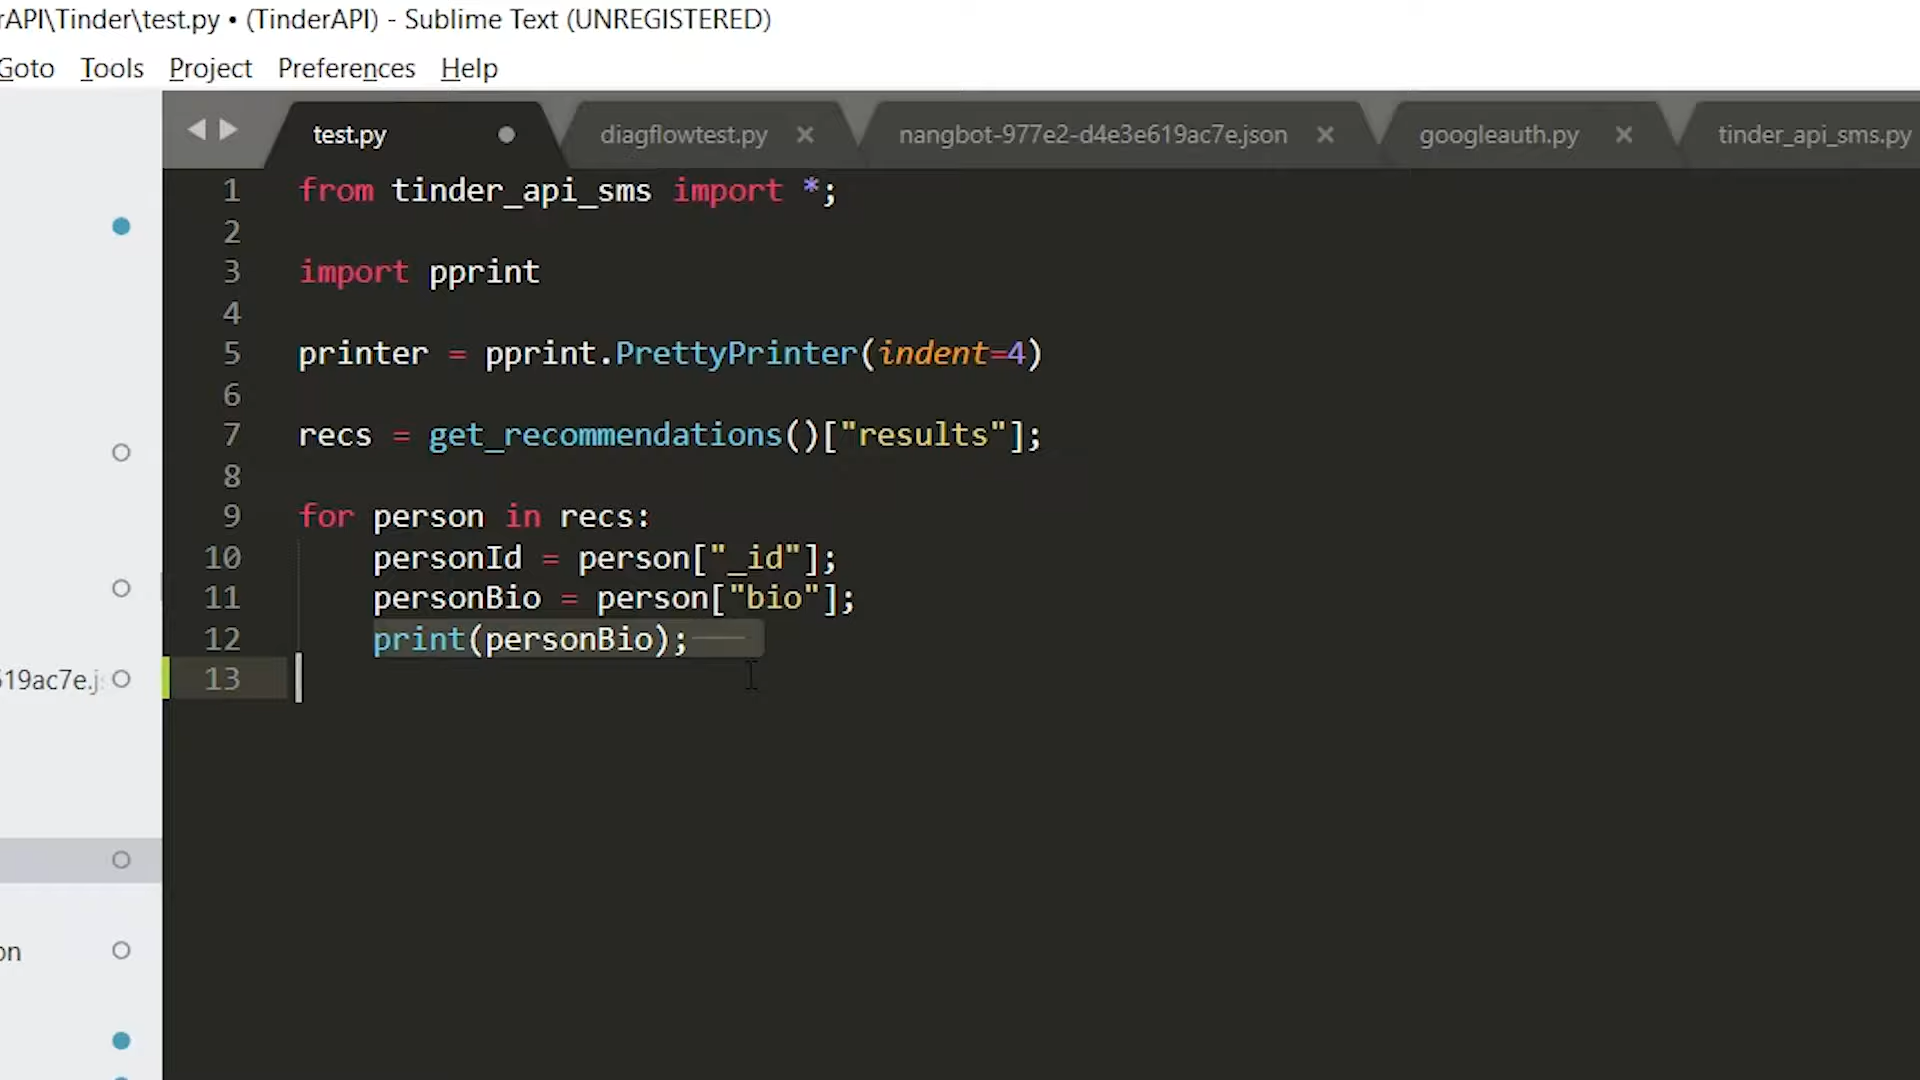 rAPI\Tinder\test.py • (TinderAPI) - Sublime Text (UNREGISTERED)
Goto Tools Project Preferences Help
test.py diagflowtest.py nangbot-977e2-d4e3e619ac7e.json googleauth.py tinder_api_sms.py
1 from tinder_api_sms import *;
2
3 import pprint
4
5 printer = pprint.PrettyPrinter(indent=4)
6
7 recs = get_recommendations()["results"];
8
9 for person in recs:
10 personId = person["_id"];
11 personBio = person["bio"];
12 print(personBio);
13
619ac7e.js
on